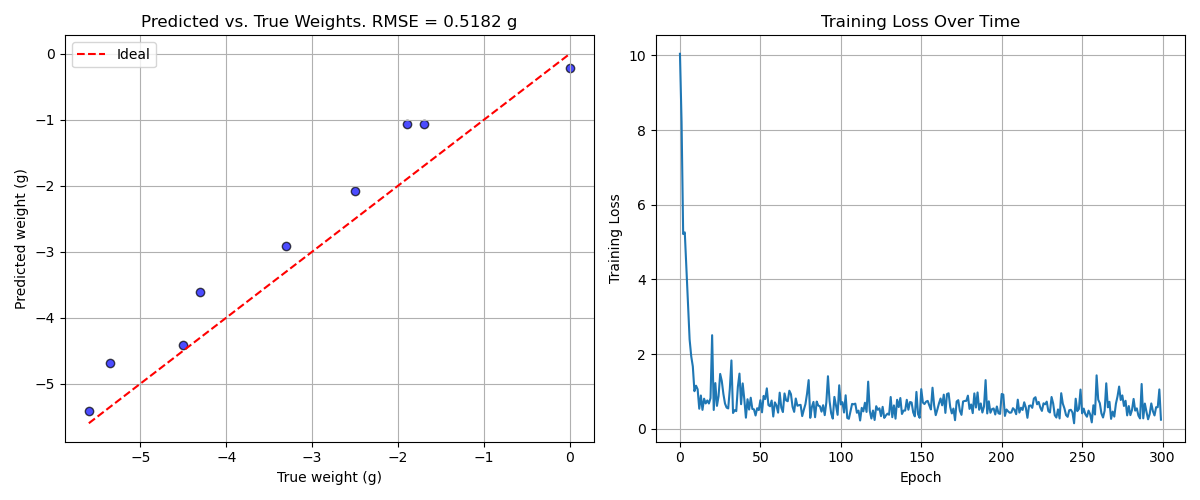 Predicted vs. True Weights. RMSE = 0.5182 g
Ideal
Predicted weight (g)
0
−1
−2
−3
−4
−5
−5 −4 −3 −2 −1 0
True weight (g)
Training Loss Over Time
Training Loss
10
8
6
4
2
0
0 50 100 150 200 250 300
Epoch